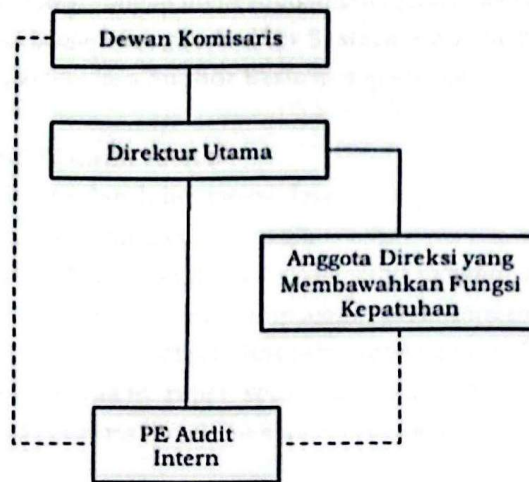 Dewan Komisaris
Direktur Utama
Anggota Direksi yang
Membawahkan Fungsi
Kepatuhan
PE Audit
Intern